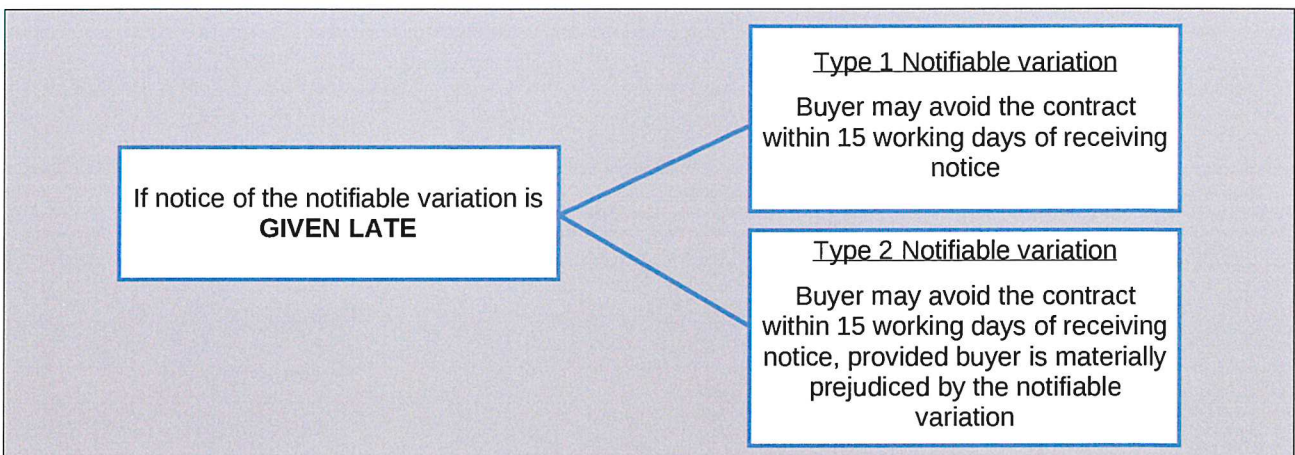 If notice of the notifiable variation is
GIVEN LATE
Type 1 Notifiable variation
Buyer may avoid the contract
within 15 working days of receiving
notice
Type 2 Notifiable variation
Buyer may avoid the contract
within 15 working days of receiving
notice, provided buyer is materially
prejudiced by the notifiable
variation